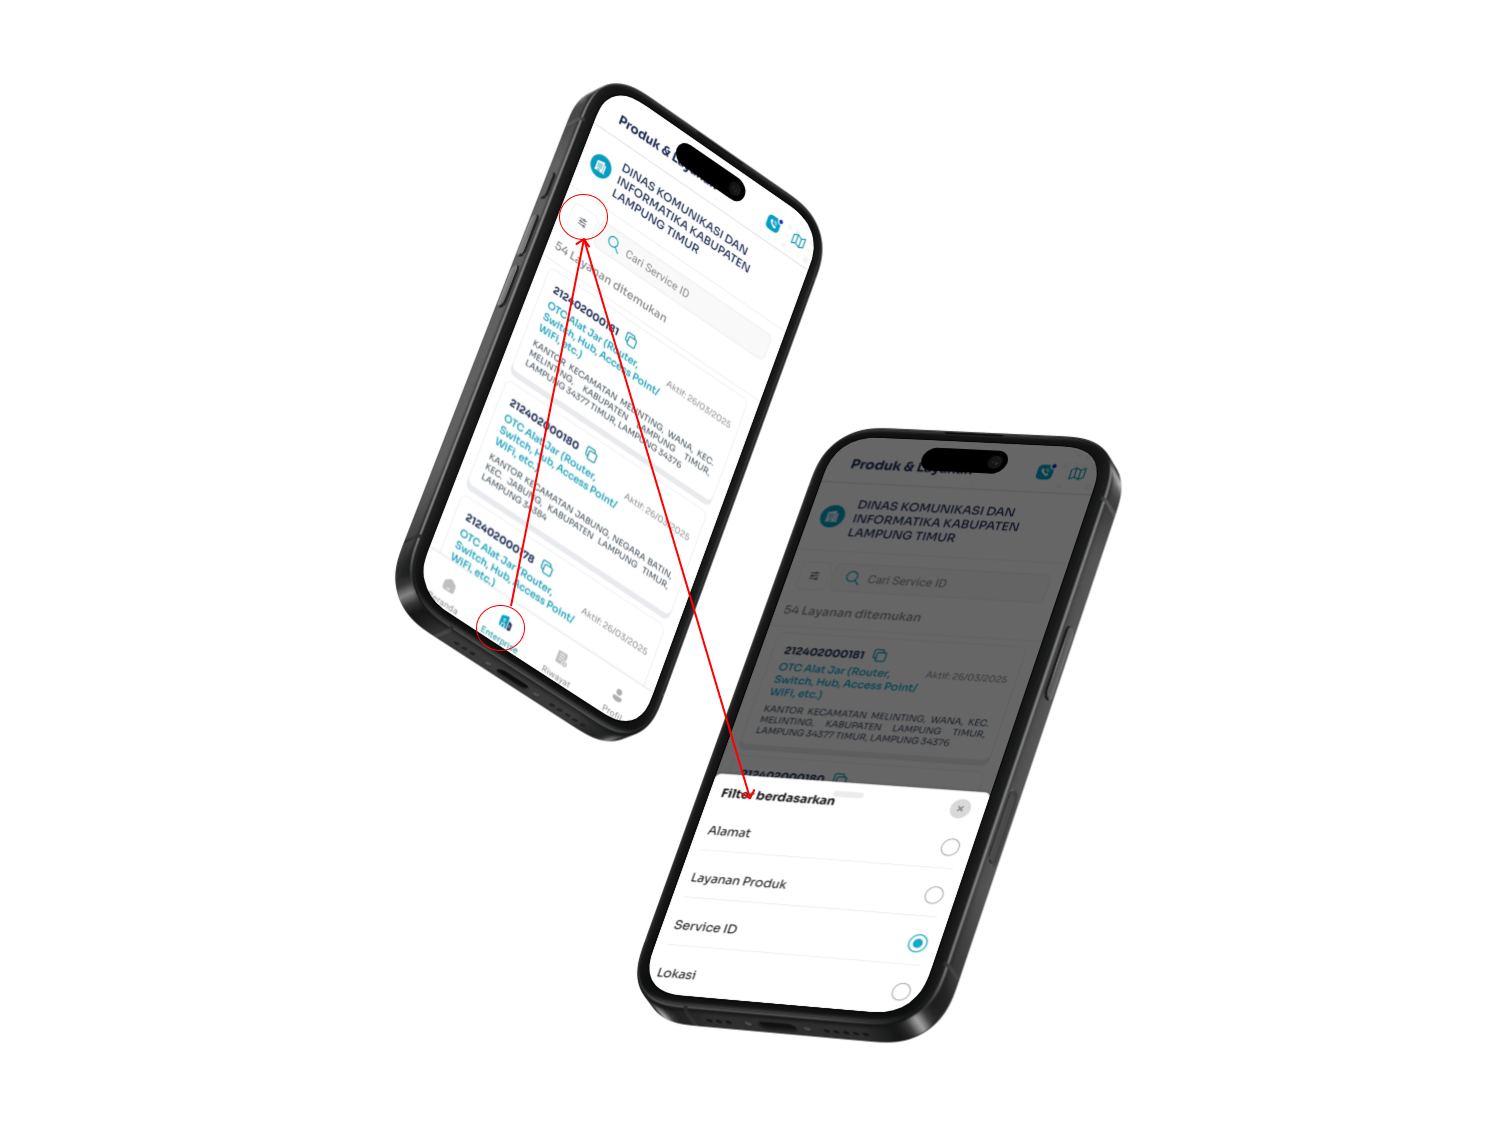 Produk & Layanan
DINAS KOMUNIKASI DAN
INFORMATIKA KABUPATEN
LAMPUNG TIMUR
Cari Service ID
54 Layanan ditemukan
212402000181
OTC Alat Jar (Router,
Switch, Hub, Access Point/
WiFi, etc.)
Aktif: 26/03/2025
KANTOR KECAMATAN MELINTING, WANA, KEC.
MELINTING, KABUPATEN LAMPUNG TIMUR,
LAMPUNG 34377 TIMUR, LAMPUNG 34376
212402000180
OTC Alat Jar (Router,
Switch, Hub, Access Point/
WiFi, etc.)
Aktif: 26/03/2025
KANTOR KECAMATAN JABUNG, NEGARA BATIN,
KEC. JABUNG, KABUPATEN LAMPUNG TIMUR,
LAMPUNG 34384
212402000178
OTC Alat Jar (Router,
Switch, Hub, Access Point/
WiFi, etc.)
Aktif: 26/03/2025
Beranda
Enterprise
Riwayat
Profil
Produk & Layanan
DINAS KOMUNIKASI DAN
INFORMATIKA KABUPATEN
LAMPUNG TIMUR
Cari Service ID
54 Layanan ditemukan
212402000181
OTC Alat Jar (Router,
Switch, Hub, Access Point/
WiFi, etc.)
Aktif: 26/03/2025
KANTOR KECAMATAN MELINTING, WANA, KEC.
MELINTING, KABUPATEN LAMPUNG TIMUR,
LAMPUNG 34377 TIMUR, LAMPUNG 34376
212402000180
Filter berdasarkan
Alamat
Layanan Produk
Service ID
Lokasi